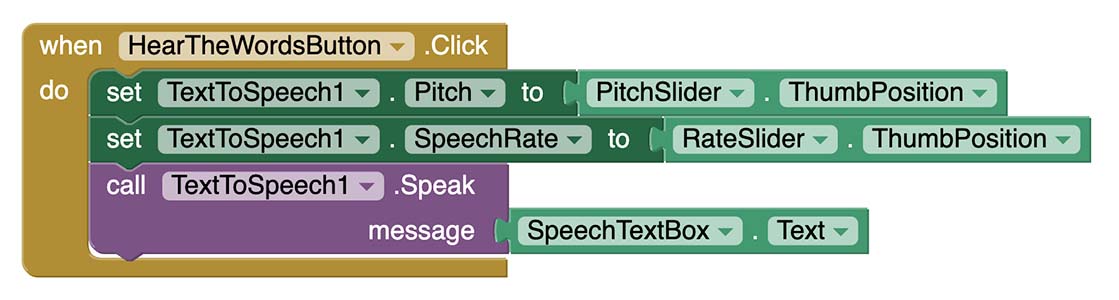 when HearTheWordsButton .Click
do set TextToSpeech1 . Pitch to PitchSlider . ThumbPosition
set TextToSpeech1 . SpeechRate to RateSlider . ThumbPosition
call TextToSpeech1 .Speak
message SpeechTextBox . Text